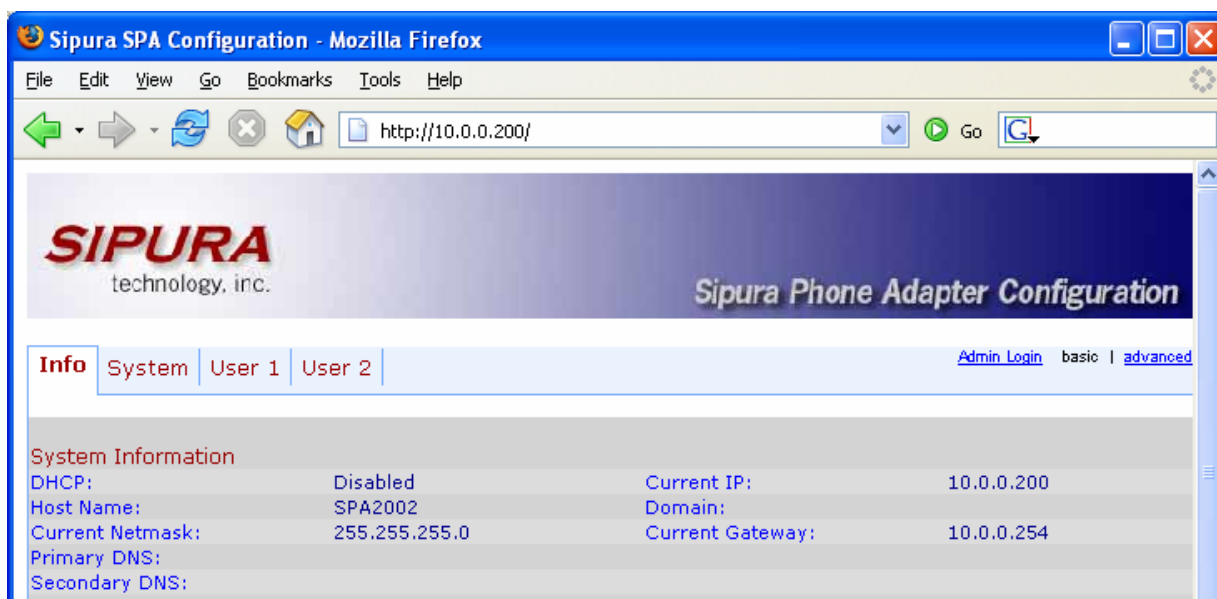 Sipura SPA Configuration - Mozilla Firefox
File Edit View Go Bookmarks Tools Help
http://10.0.0.200/ Go G
SIPURA
technology, inc.
Sipura Phone Adapter Configuration
Info System User 1 User 2 Admin Login basic | advanced
System Information
DHCP: Disabled Current IP: 10.0.0.200
Host Name: SPA2002 Domain:
Current Netmask: 255.255.255.0 Current Gateway: 10.0.0.254
Primary DNS:
Secondary DNS: